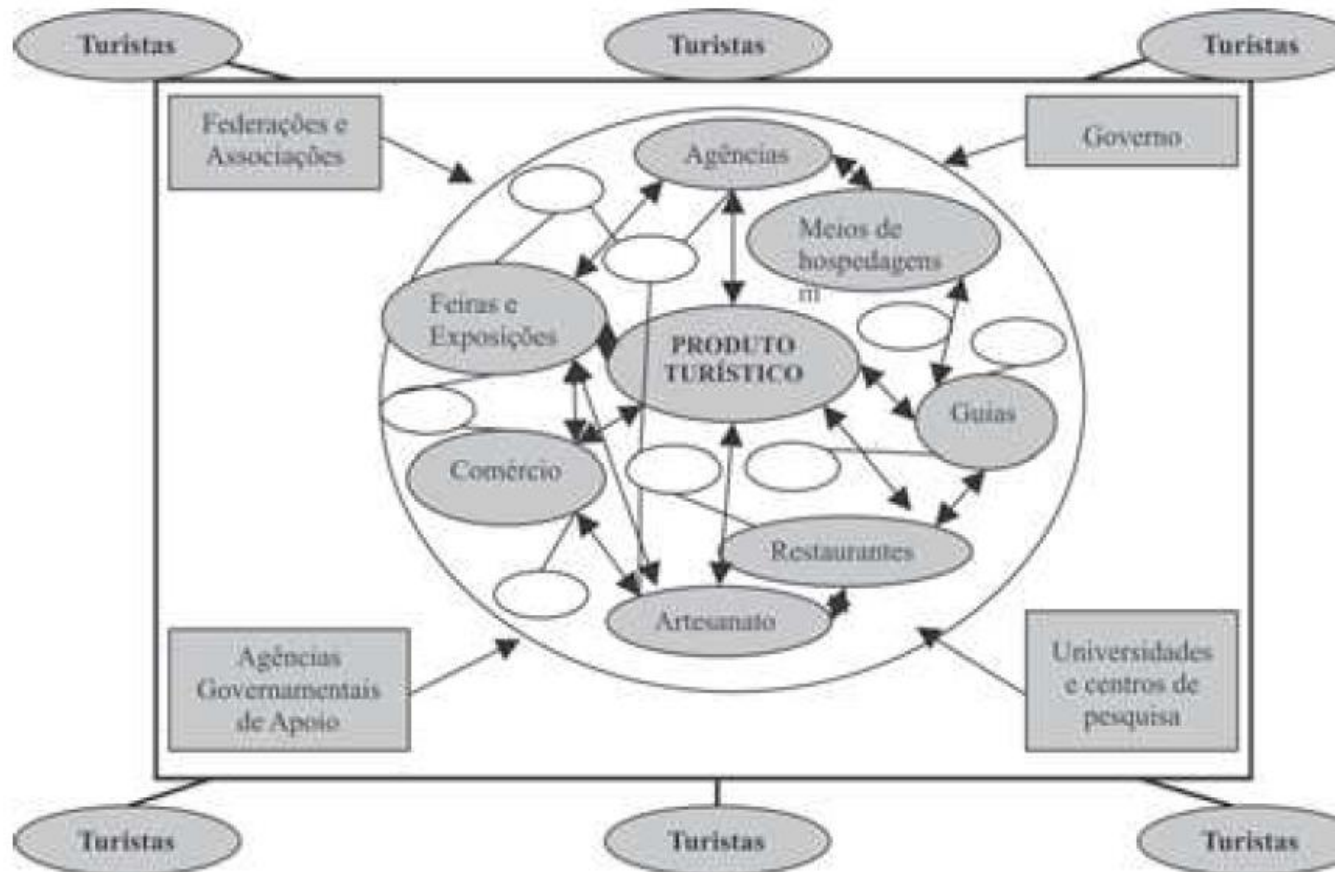 Turistas
Turistas
Turistas
Federações e
Associações
Governo
Agências
Meios de
hospedagens
m
Feiras e
Exposições
PRODUTO
TURÍSTICO
Guias
Comércio
Restaurantes
Artesanato
Agências
Governamentais
de Apoio
Universidades
e centros de
pesquisa
Turistas
Turistas
Turistas